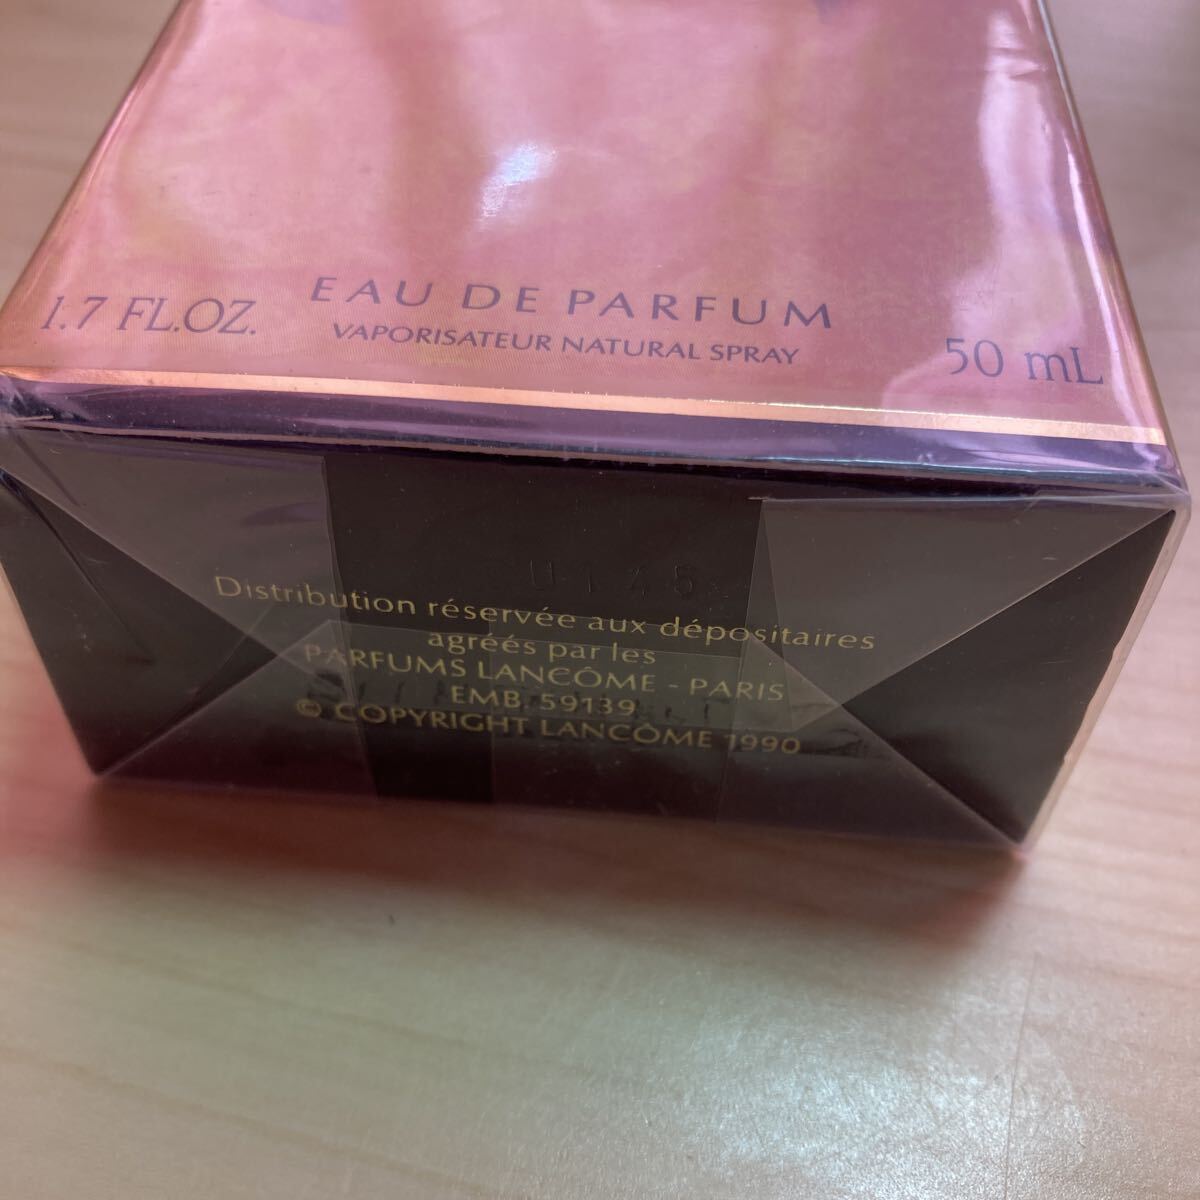 1.7 FL.OZ.
EAU DE PARFUM
VAPORISATEUR NATURAL SPRAY
50 mL
Distribution réservée aux dépositaires
agréés par les
PARFUMS LANCÔME - PARIS
EMB 59139
© COPYRIGHT LANCÔME 1990